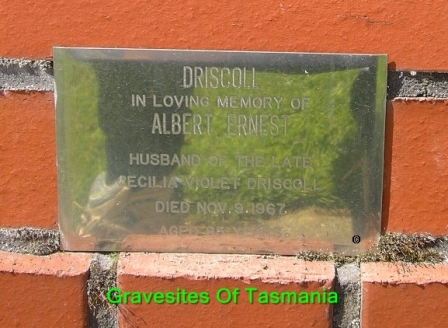 DRISCOLL
IN LOVING MEMORY OF
ALBERT ERNEST
HUSBAND OF THE LATE
CECILIA VIOLET DRISCOLL
DIED NOV. 9. 1967
AGED
Gravesites Of Tasmania